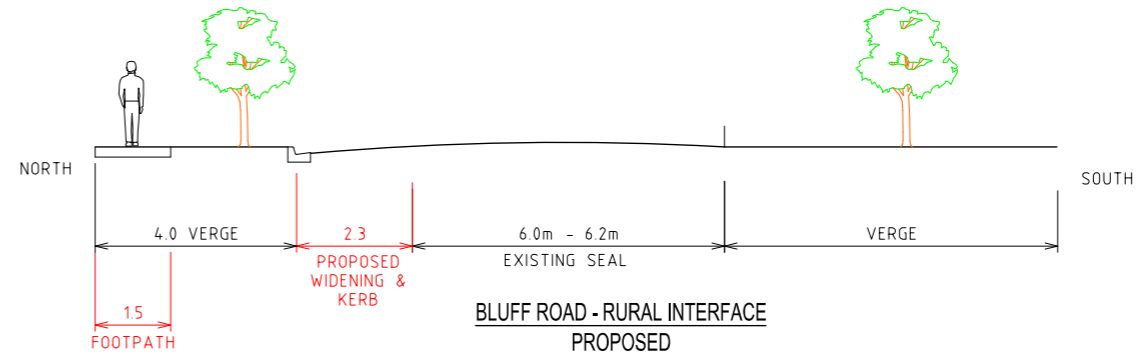 NORTH
SOUTH
4.0 VERGE
2.3
PROPOSED
WIDENING &
KERB
6.0m - 6.2m
EXISTING SEAL
VERGE
1.5
FOOTPATH
BLUFF ROAD - RURAL INTERFACE
PROPOSED